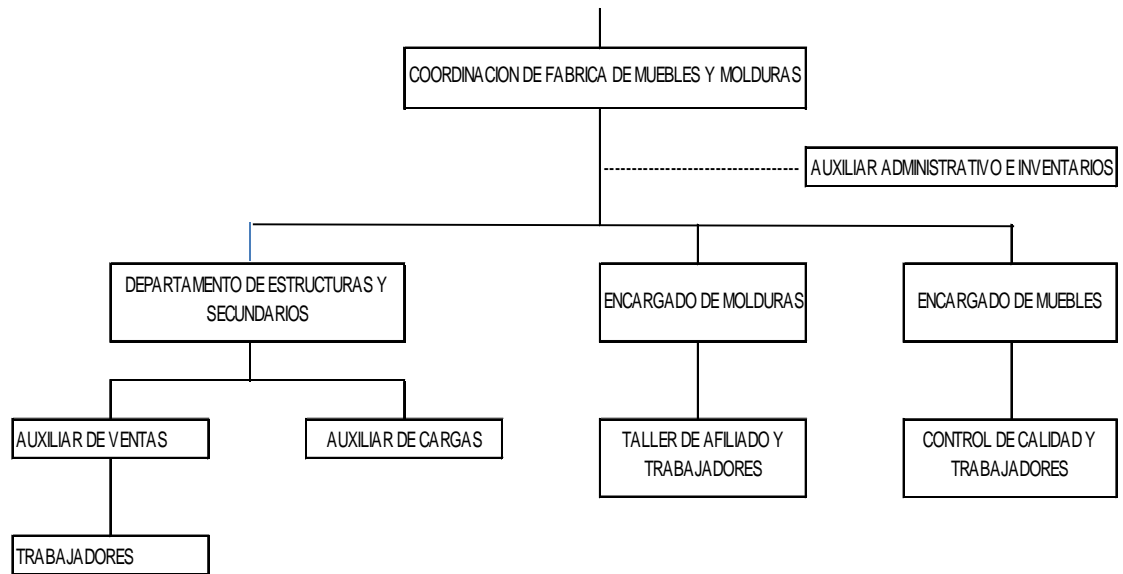 COORDINACION DE FABRICA DE MUEBLES Y MOLDURAS
AUXILIAR ADMINISTRATIVO E INVENTARIOS
DEPARTAMENTO DE ESTRUCTURAS Y
SECUNDARIOS
ENCARGADO DE MOLDURAS
ENCARGADO DE MUEBLES
AUXILIAR DE VENTAS
AUXILIAR DE CARGAS
TALLER DE AFILIADO Y
TRABAJADORES
CONTROL DE CALIDAD Y
TRABAJADORES
TRABAJADORES